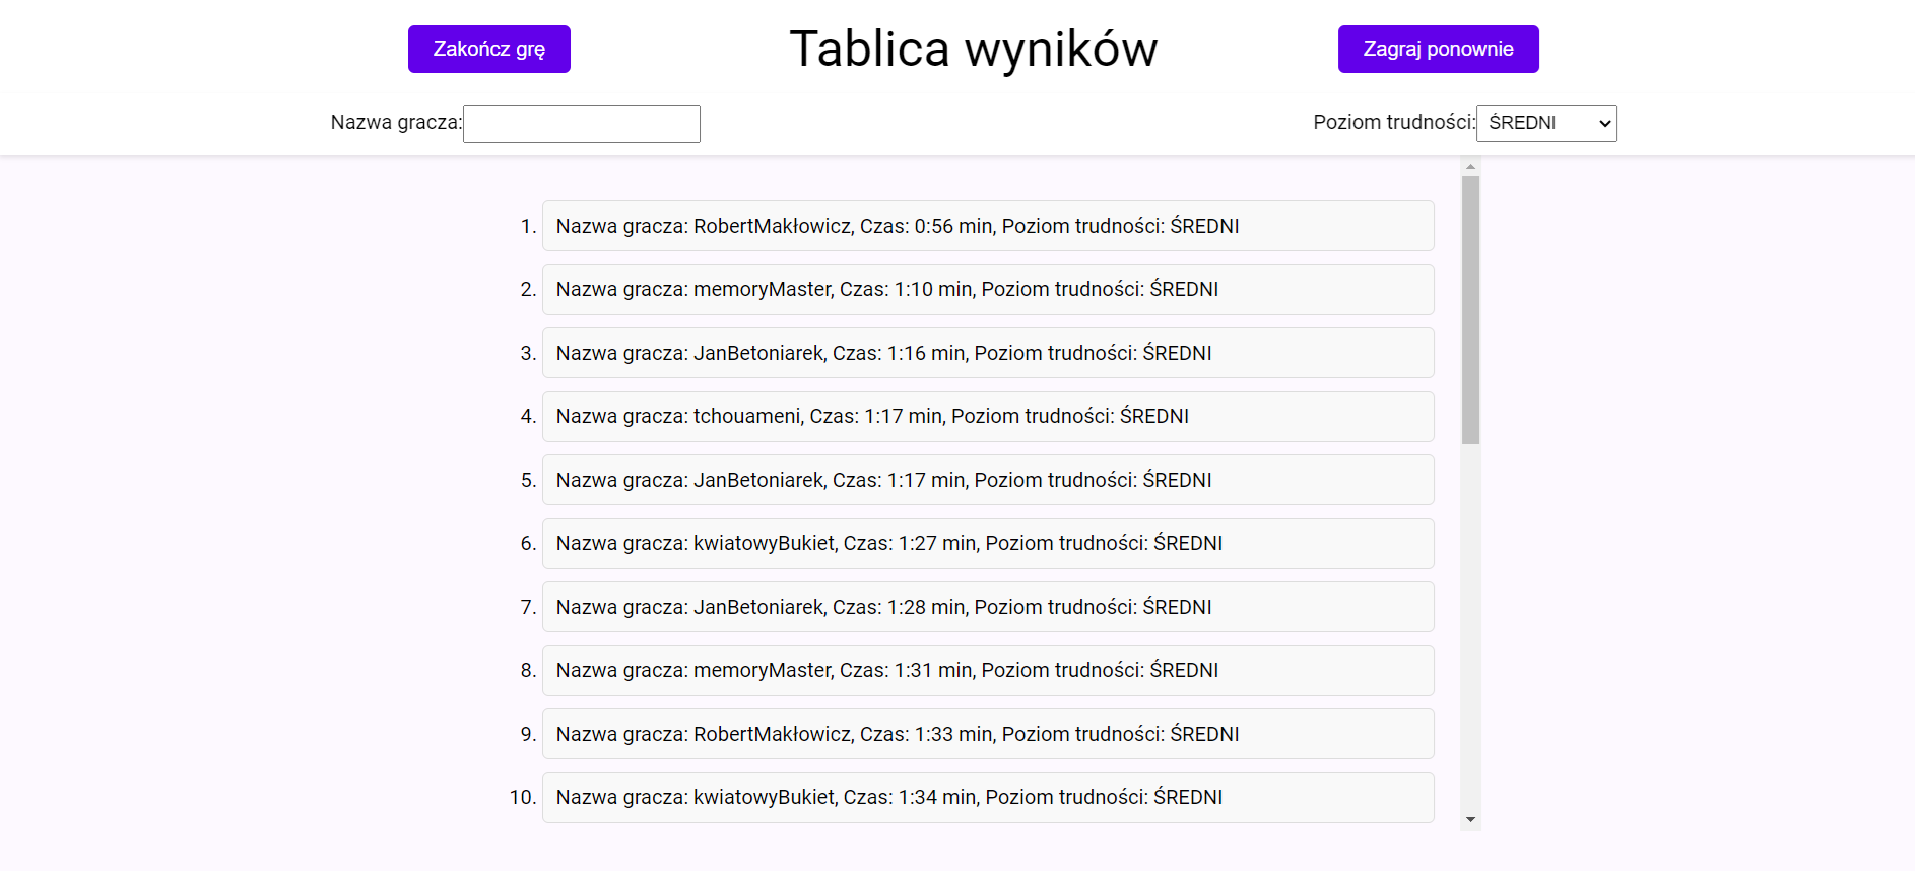 Zakończ grę
Tablica wyników
Zagraj ponownie
Nazwa gracza:
Poziom trudności: ŚREDNI
1. Nazwa gracza: RobertMakłowicz, Czas: 0:56 min, Poziom trudności: ŚREDNI
2. Nazwa gracza: memoryMaster, Czas: 1:10 min, Poziom trudności: ŚREDNI
3. Nazwa gracza: JanBetoniarek, Czas: 1:16 min, Poziom trudności: ŚREDNI
4. Nazwa gracza: tchouameni, Czas: 1:17 min, Poziom trudności: ŚREDNI
5. Nazwa gracza: JanBetoniarek, Czas: 1:17 min, Poziom trudności: ŚREDNI
6. Nazwa gracza: kwiatowyBukiet, Czas: 1:27 min, Poziom trudności: ŚREDNI
7. Nazwa gracza: JanBetoniarek, Czas: 1:28 min, Poziom trudności: ŚREDNI
8. Nazwa gracza: memoryMaster, Czas: 1:31 min, Poziom trudności: ŚREDNI
9. Nazwa gracza: RobertMakłowicz, Czas: 1:33 min, Poziom trudności: ŚREDNI
10. Nazwa gracza: kwiatowyBukiet, Czas: 1:34 min, Poziom trudności: ŚREDNI